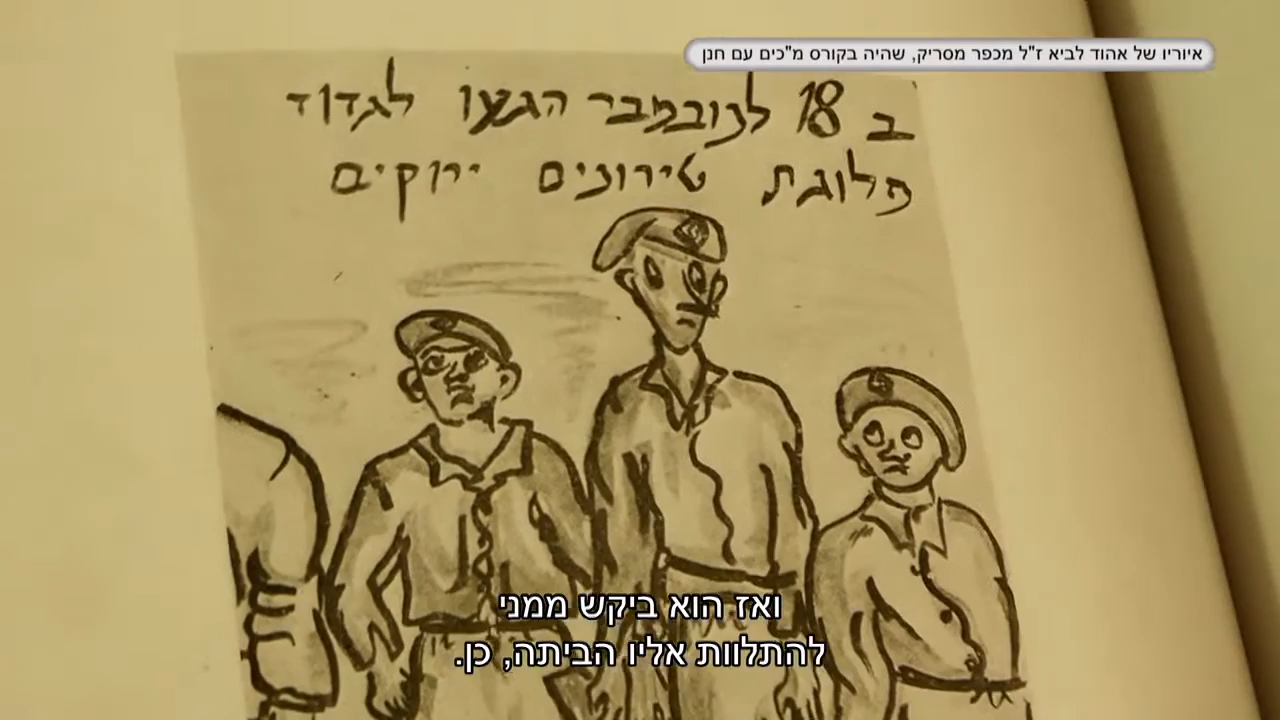 איוריו של אהוד לביא ז"ל מכפר מסריק, שהיה בקורס מ"כים עם חנן
ב 18 לנובמבר הגעו לגדוד
פלוגת טירונים ירוקים
ואז הוא ביקש ממני
להתלוות אליו הביתה, כן.